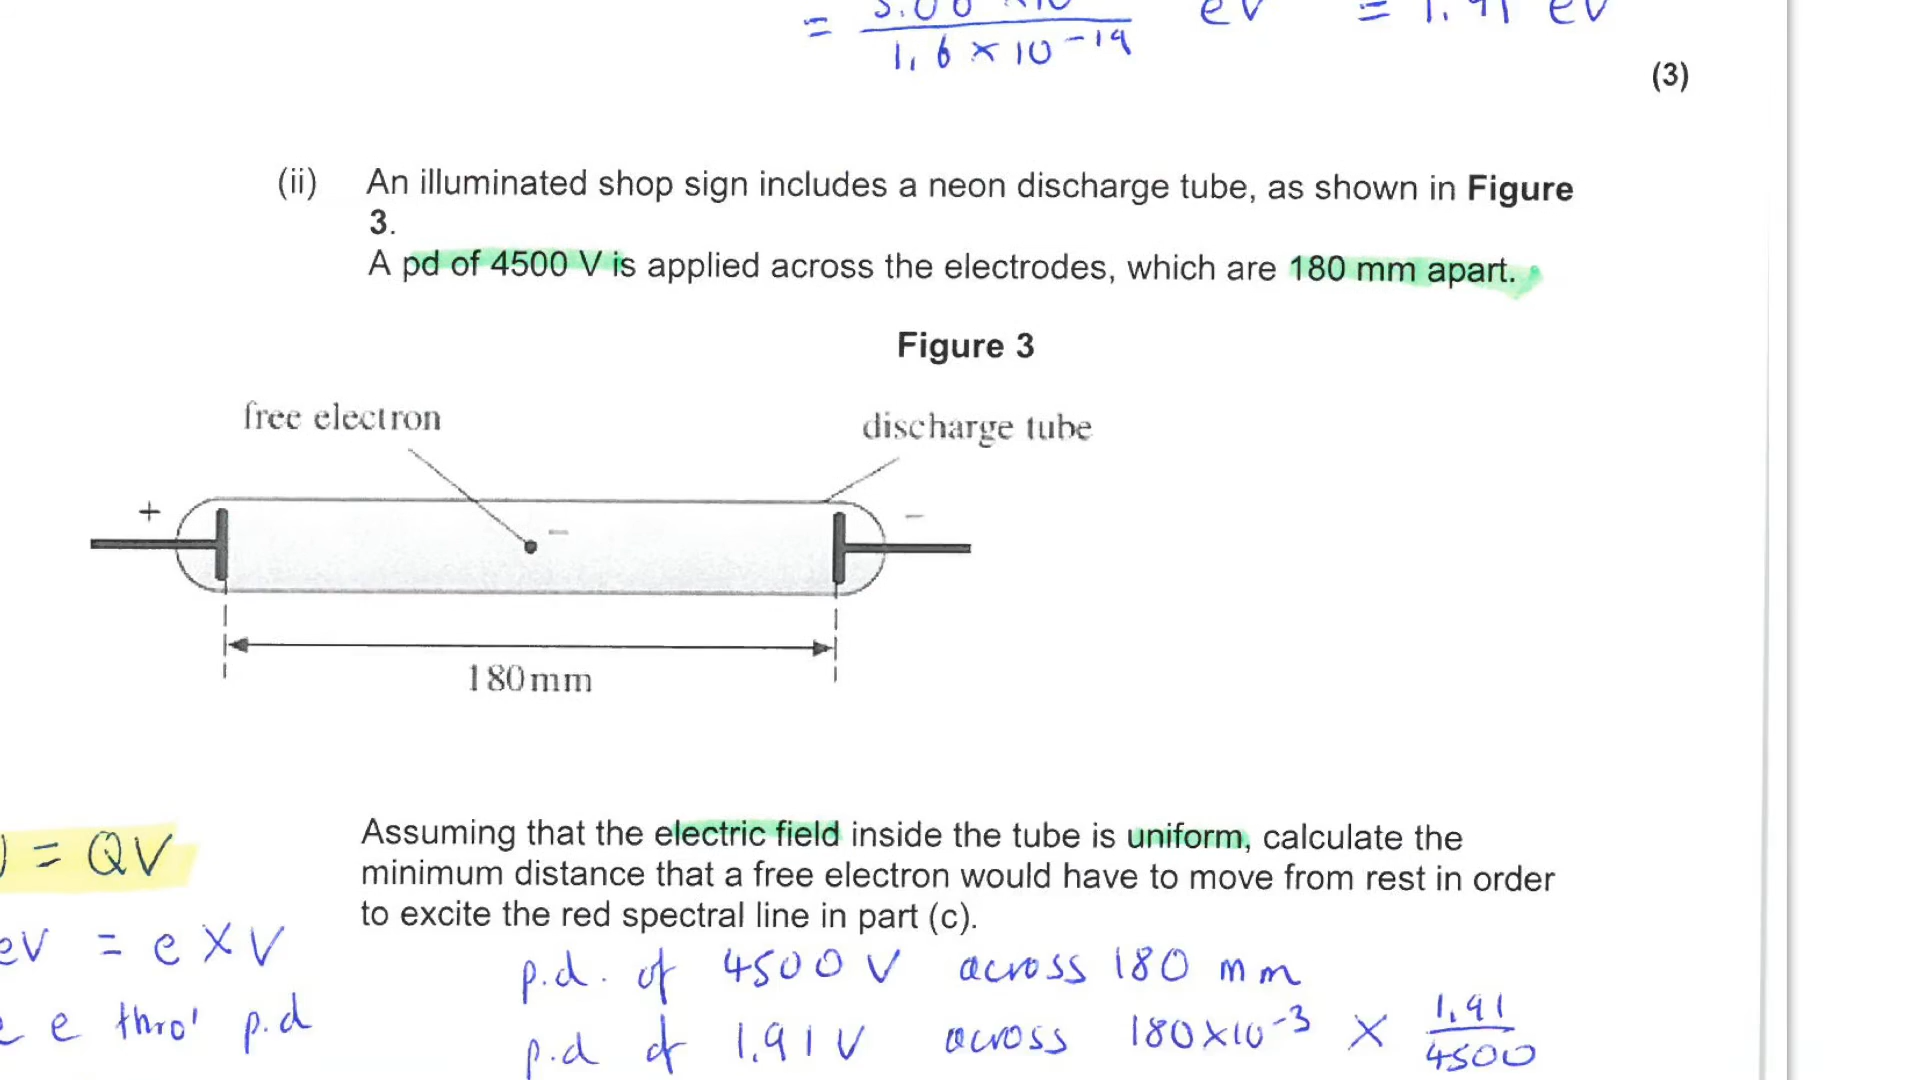 = 3.06 × 10 / 1.6 × 10⁻¹⁹ eV = 1.91 eV
(3)
(ii) An illuminated shop sign includes a neon discharge tube, as shown in Figure
3.
A pd of 4500 V is applied across the electrodes, which are 180 mm apart.
Figure 3
free electron
discharge tube
+
−
−
180mm
= QV
Assuming that the electric field inside the tube is uniform, calculate the
minimum distance that a free electron would have to move from rest in order
to excite the red spectral line in part (c).
eV = e × V
e thro' p.d
p.d. of 4500 V across 180 mm
p.d of 1.91 V across 180×10⁻³ × 1.91 / 4500